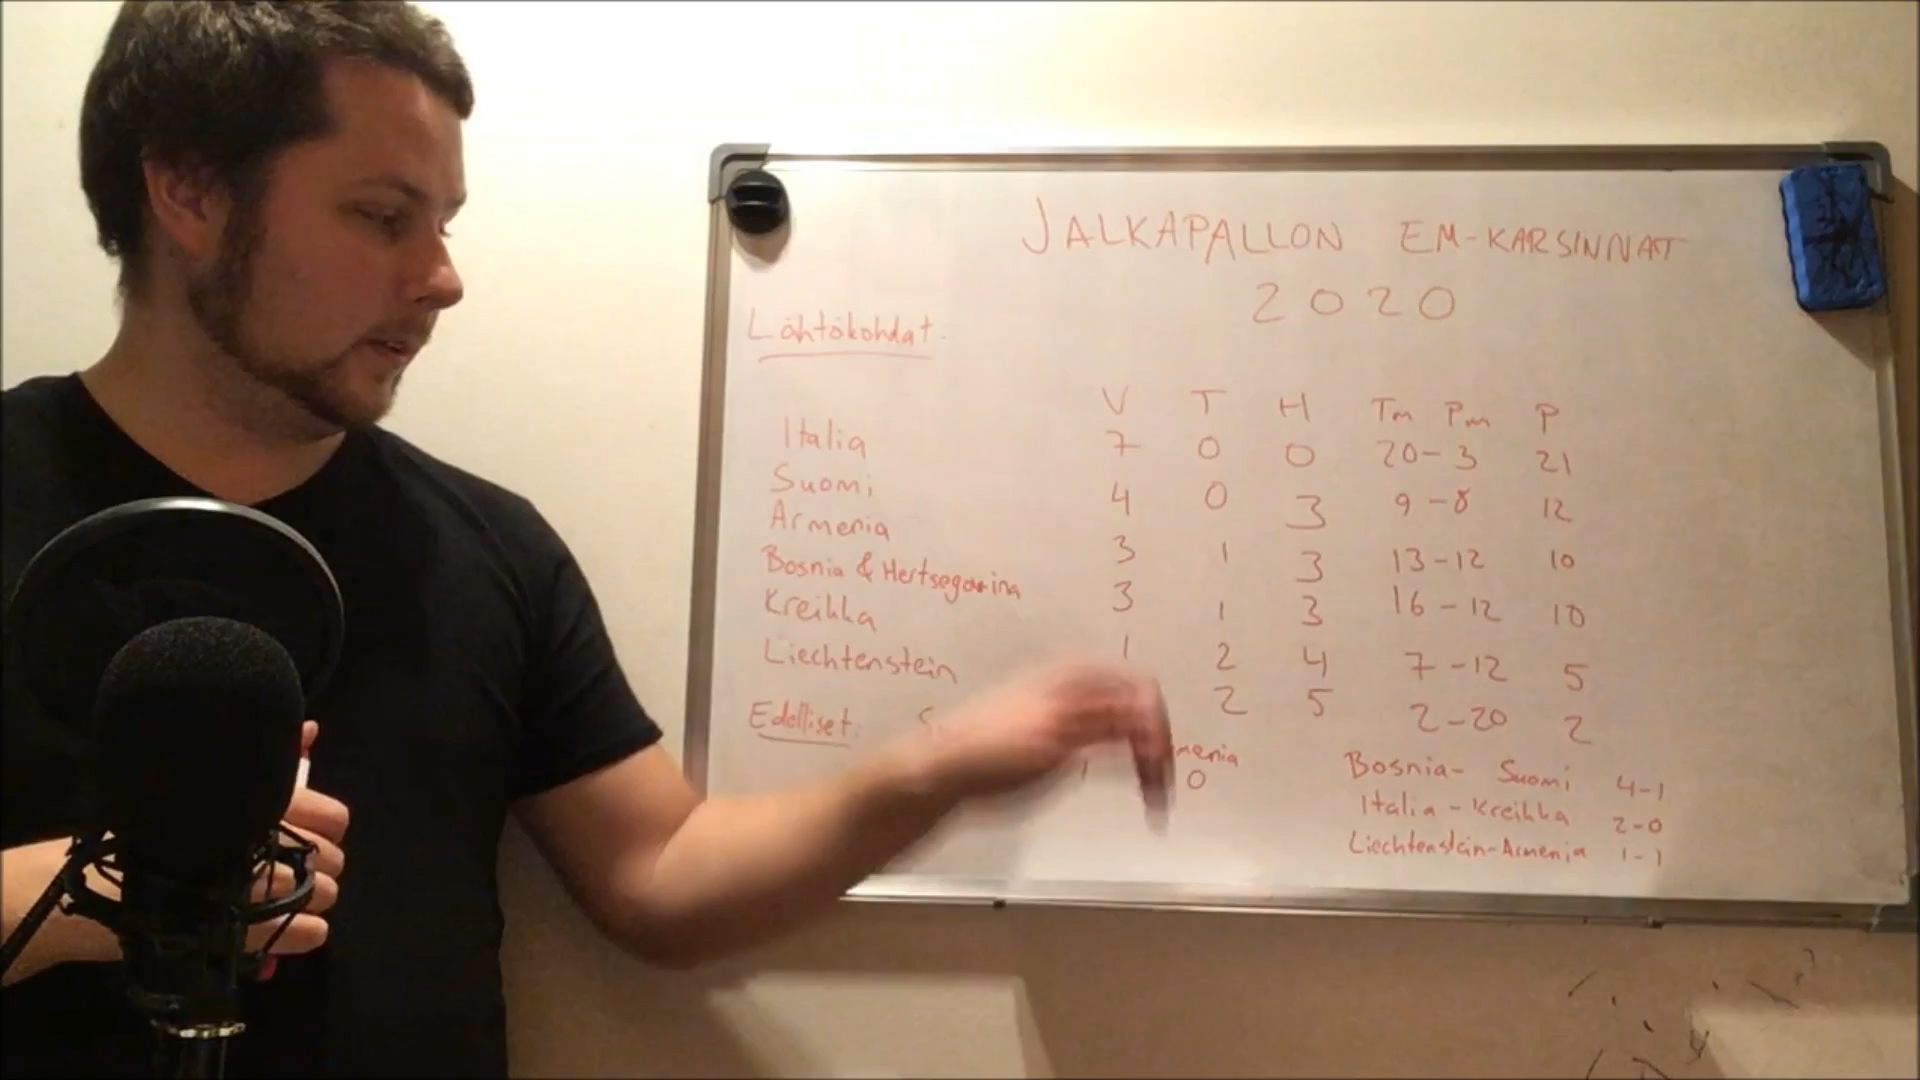 JALKAPALLON EM-KARSINNAT
2020
Lähtökohdat:
V T H Tm Pm P
Italia 7 0 0 20-3 21
Suomi 4 0 3 9-8 12
Armenia 3 1 3 13-12 10
Bosnia & Hertsegovina 3 1 3 16-12 10
Kreikka 1 2 4 7-12 5
Liechtenstein 2 5 2-20 2
Edelliset:
0
Bosnia- Suomi 4-1
Italia - Kreikka 2-0
Liechtenstein-Armenia 1-1